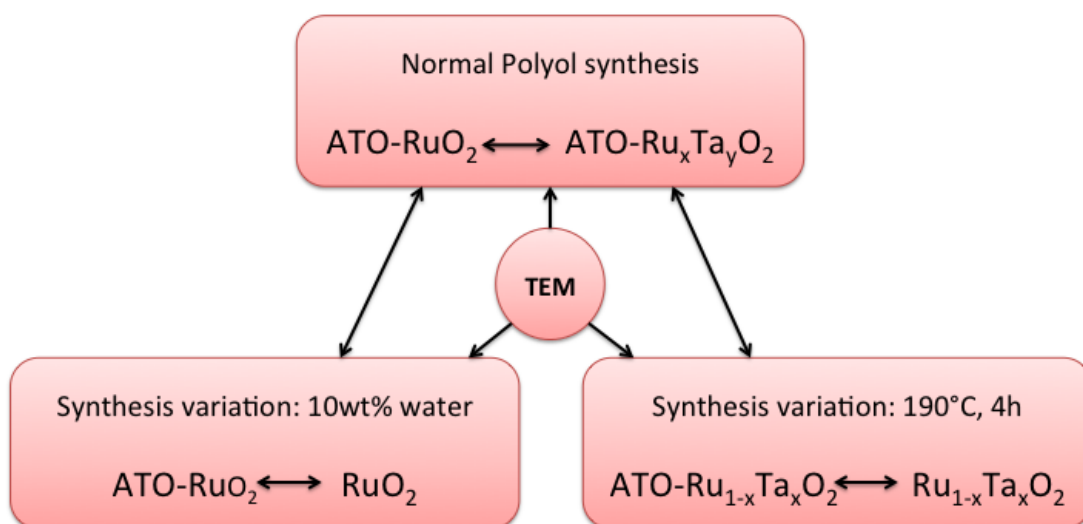 Normal Polyol synthesis
ATO-RuO₂ ⟷ ATO-RuₓTaᵧO₂
TEM
Synthesis variation: 10wt% water
ATO-RuO₂ ⟷ RuO₂
Synthesis variation: 190°C, 4h
ATO-Ru₁₋ₓTaₓO₂ ⟷ Ru₁₋ₓTaₓO₂